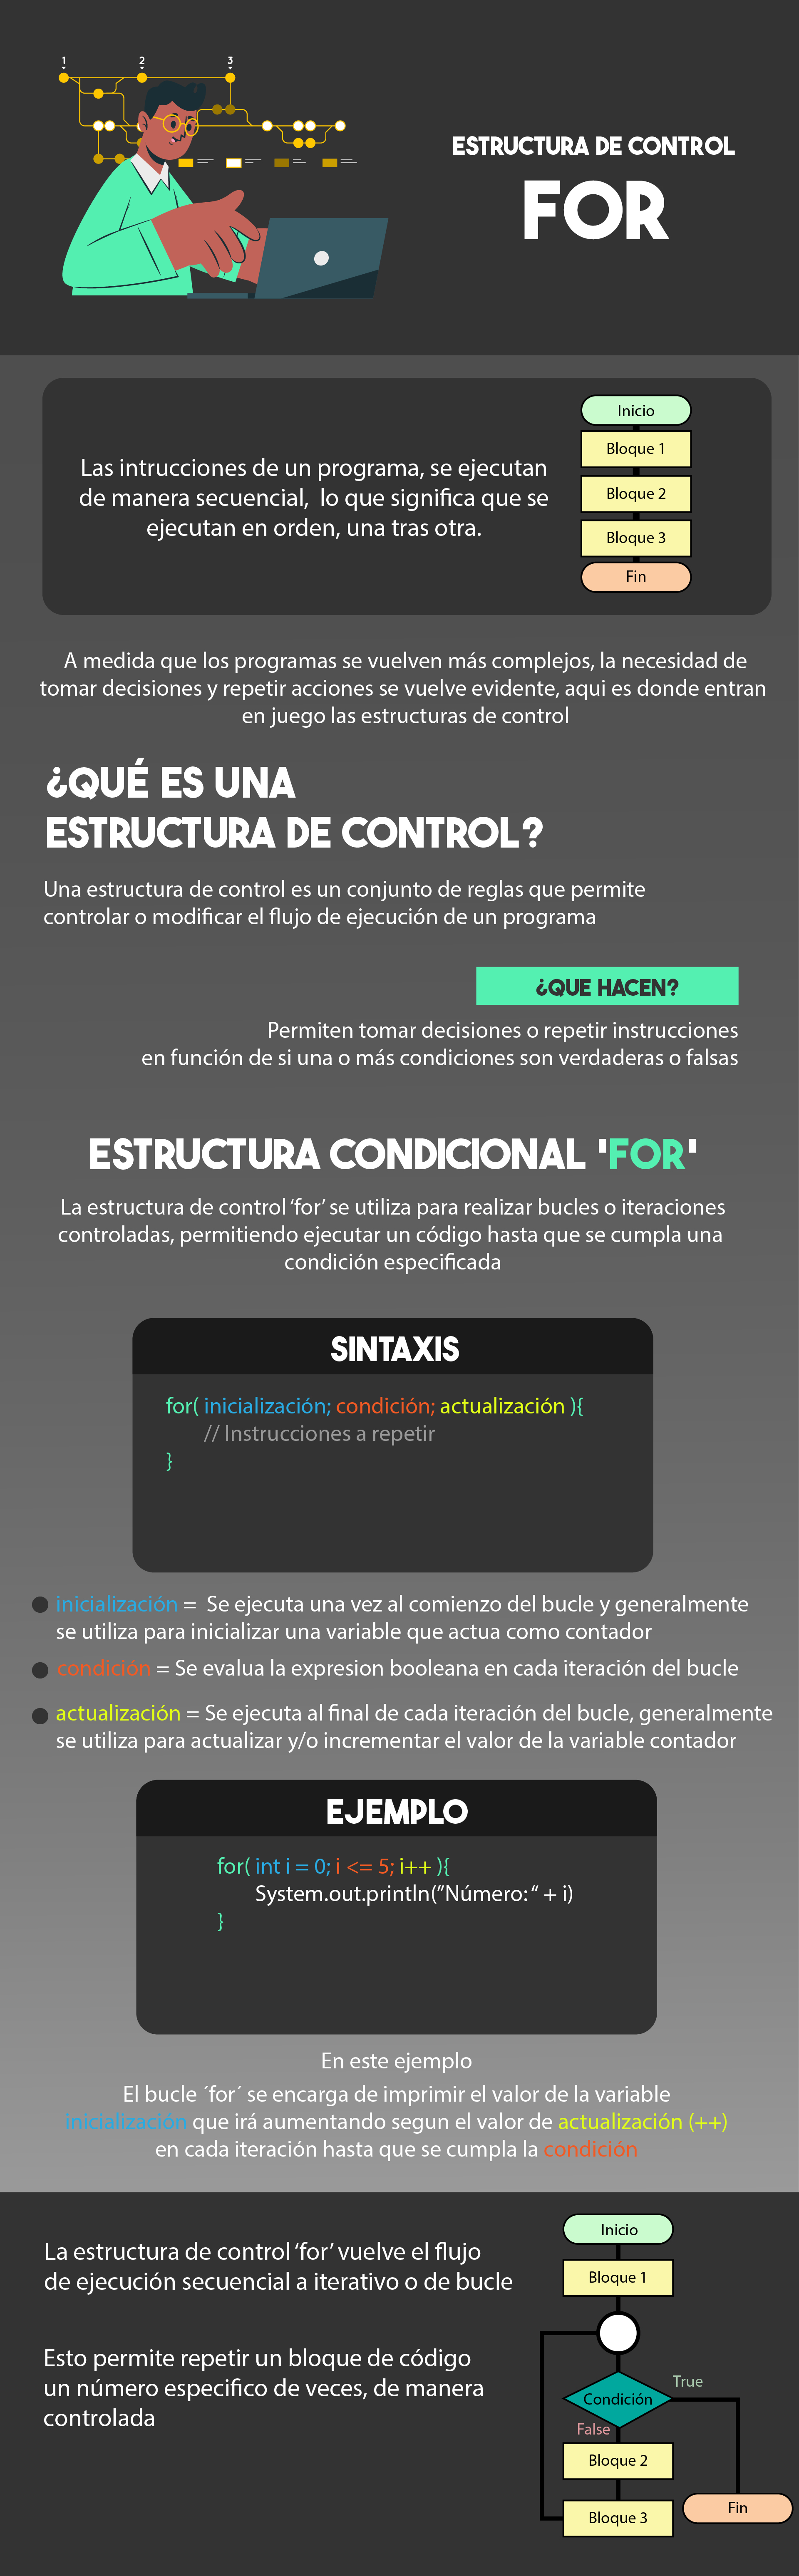 1 2 3
ESTRUCTURA DE CONTROL
FOR
Las intrucciones de un programa, se ejecutan
de manera secuencial, lo que significa que se
ejecutan en orden, una tras otra.
Inicio
Bloque 1
Bloque 2
Bloque 3
Fin
A medida que los programas se vuelven más complejos, la necesidad de
tomar decisiones y repetir acciones se vuelve evidente, aqui es donde entran
en juego las estructuras de control
¿QUÉ ES UNA
ESTRUCTURA DE CONTROL?
Una estructura de control es un conjunto de reglas que permite
controlar o modificar el flujo de ejecución de un programa
¿QUE HACEN?
Permiten tomar decisiones o repetir instrucciones
en función de si una o más condiciones son verdaderas o falsas
ESTRUCTURA CONDICIONAL 'FOR'
La estructura de control ‘for’ se utiliza para realizar bucles o iteraciones
controladas, permitiendo ejecutar un código hasta que se cumpla una
condición especificada
SINTAXIS
for( inicialización; condición; actualización ){
// Instrucciones a repetir
}
inicialización = Se ejecuta una vez al comienzo del bucle y generalmente
se utiliza para inicializar una variable que actua como contador
condición = Se evalua la expresion booleana en cada iteración del bucle
actualización = Se ejecuta al final de cada iteración del bucle, generalmente
se utiliza para actualizar y/o incrementar el valor de la variable contador
EJEMPLO
for( int i = 0; i <= 5; i++ ){
System.out.println(”Número: “ + i)
}
En este ejemplo
El bucle ´for´ se encarga de imprimir el valor de la variable
inicialización que irá aumentando segun el valor de actualización (++)
en cada iteración hasta que se cumpla la condición
La estructura de control ‘for’ vuelve el flujo
de ejecución secuencial a iterativo o de bucle
Esto permite repetir un bloque de código
un número especifico de veces, de manera
controlada
Inicio
Bloque 1
Condición
True
False
Bloque 2
Bloque 3
Fin